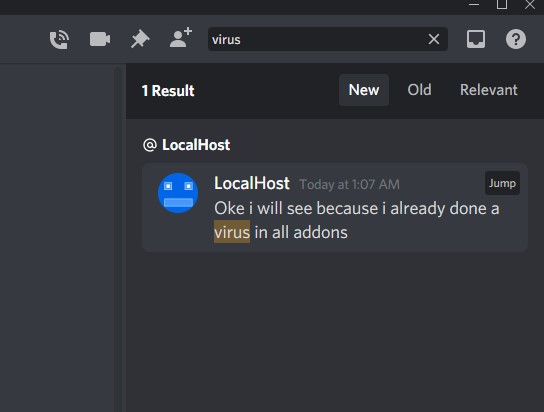 virus
1 Result
New
Old
Relevant
@ LocalHost
LocalHost Today at 1:07 AM
Jump
Oke i will see because i already done a
virus in all addons